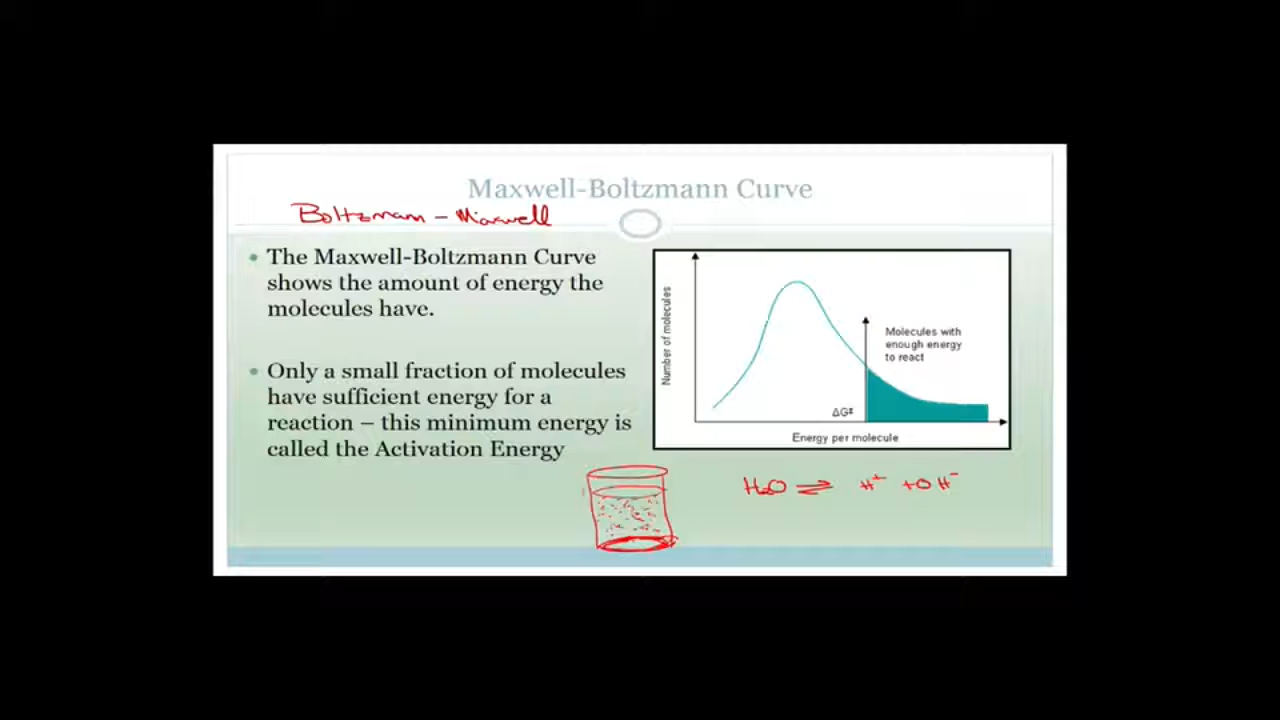 Maxwell-Boltzmann Curve
Boltzmann - Maxwell
• The Maxwell-Boltzmann Curve
shows the amount of energy the
molecules have.
• Only a small fraction of molecules
have sufficient energy for a
reaction – this minimum energy is
called the Activation Energy
Number of molecules
Molecules with
enough energy
to react
ΔG‡
Energy per molecule
H₂O ⇌ H⁺ + OH⁻